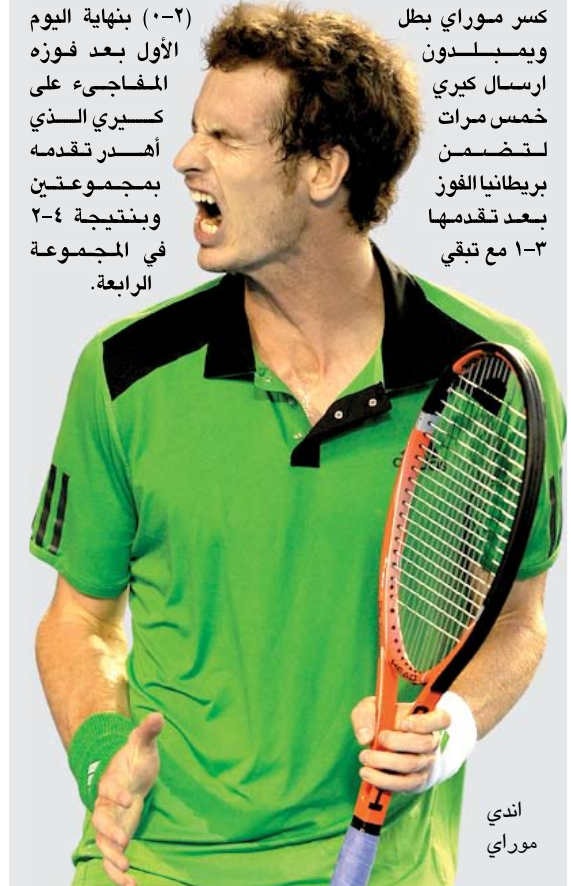 كسر موراي بطل
ويمبلدون
ارسال كيري
خمس مرات
لتضمن
بريطانيا الفوز
بعد تقدمها
٣-١ مع تبقي
(٢-٠) بنهاية اليوم
الأول بعد فوزه
المفاجىء على
كيري الذي
أهدر تقدمه
بمجموعتين
وبنتيجة ٤-٢
في المجموعة
الرابعة.
HEAD
اندي
موراي